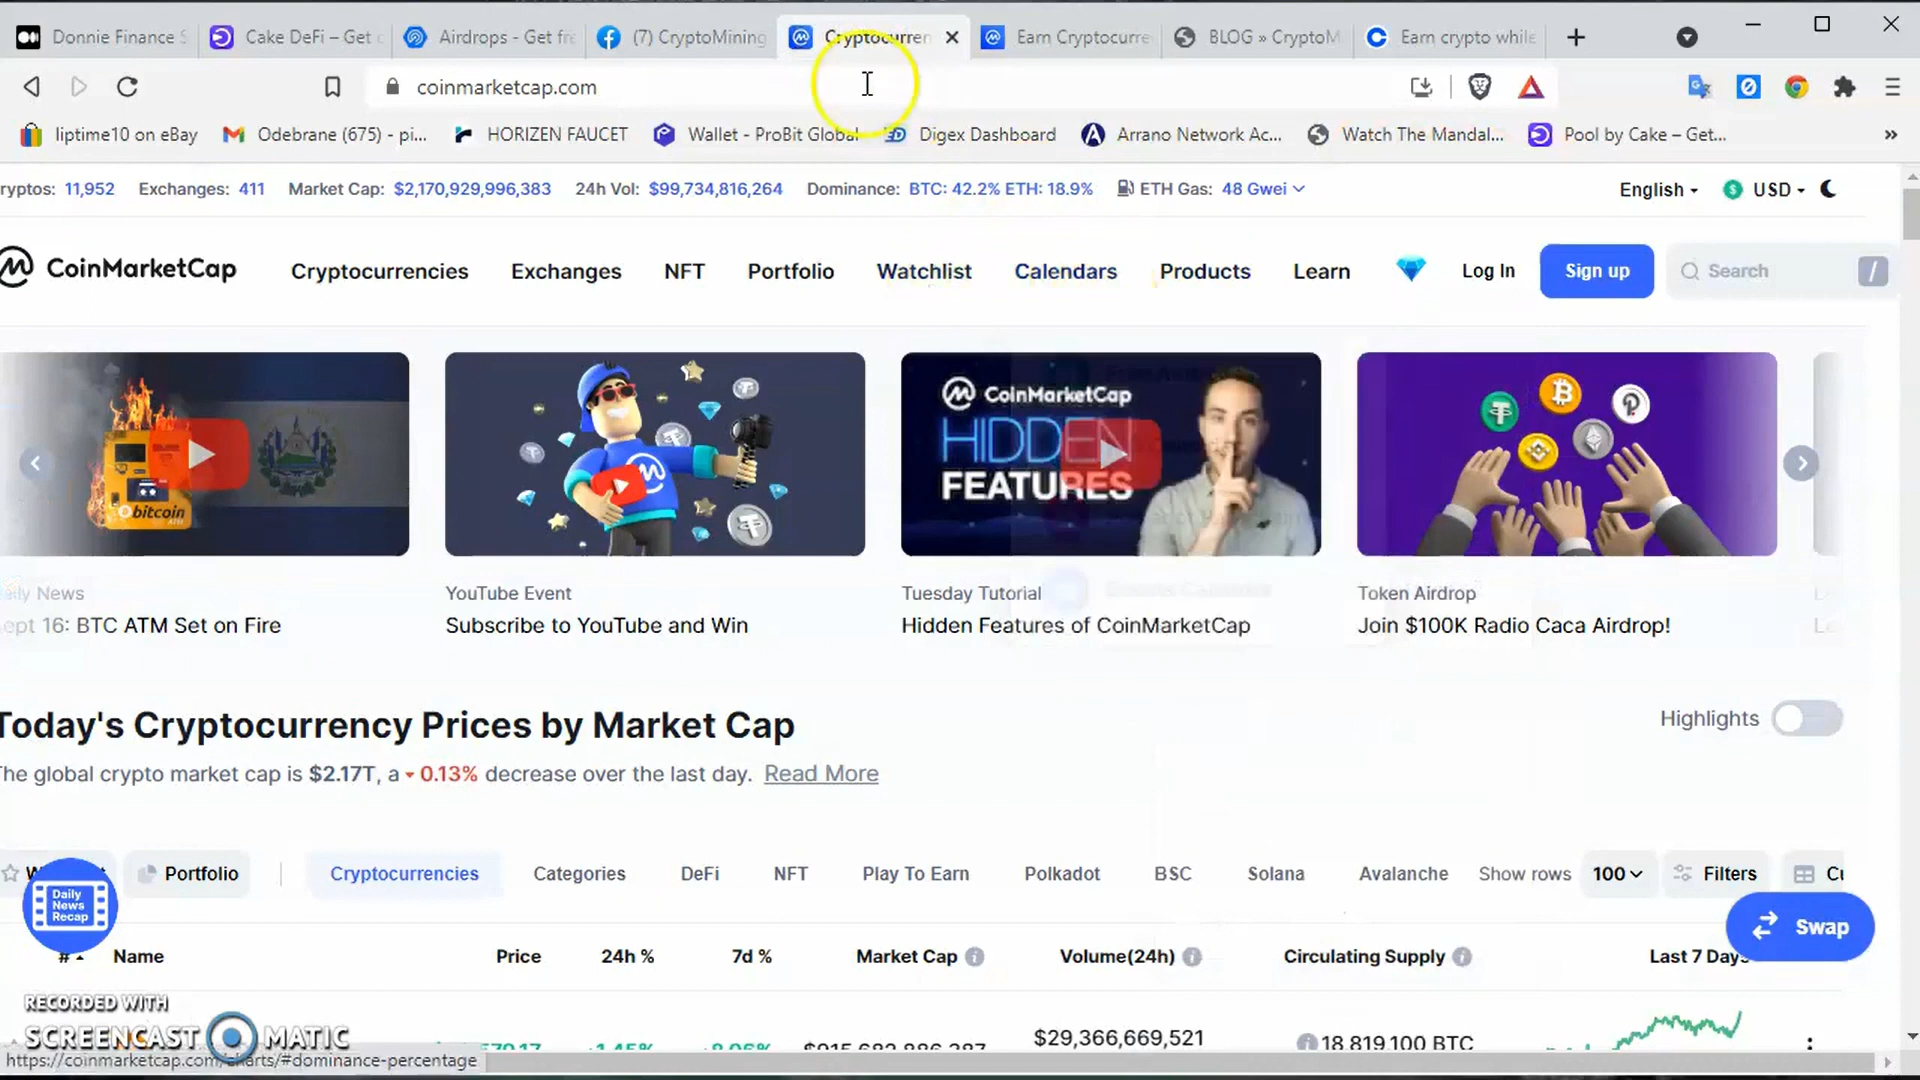 Donnie Finance S
Cake DeFi – Get c
Airdrops - Get fre
(7) CryptoMining
Cryptocurren
Earn Cryptocurre
BLOG » CryptoM
Earn crypto while
coinmarketcap.com
liptime10 on eBay
Odebrane (675) - pi...
HORIZEN FAUCET
Wallet - ProBit Global
Digex Dashboard
Arrano Network Ac...
Watch The Mandal...
Pool by Cake – Get...
ryptos: 11,952 Exchanges: 411 Market Cap: $2,170,929,996,383 24h Vol: $99,734,816,264 Dominance: BTC: 42.2% ETH: 18.9% ETH Gas: 48 Gwei English USD
CoinMarketCap Cryptocurrencies Exchanges NFT Portfolio Watchlist Calendars Products Learn Log In Sign up Search /
bitcoin
CoinMarketCap
HIDDEN
FEATURES
aily News
ept 16: BTC ATM Set on Fire
YouTube Event
Subscribe to YouTube and Win
Tuesday Tutorial
Hidden Features of CoinMarketCap
Token Airdrop
Join $100K Radio Caca Airdrop!
Today's Cryptocurrency Prices by Market Cap
Highlights
The global crypto market cap is $2.17T, a 0.13% decrease over the last day. Read More
Portfolio Cryptocurrencies Categories DeFi NFT Play To Earn Polkadot BSC Solana Avalanche Show rows 100 Filters Cu
Daily
News
Recap
Swap
# Name Price 24h % 7d % Market Cap Volume(24h) Circulating Supply Last 7 Days
RECORDED WITH
SCREENCAST MATIC
$29,366,669,521
18,819,100 BTC
https://coinmarketcap.com/charts/#dominance-percentage